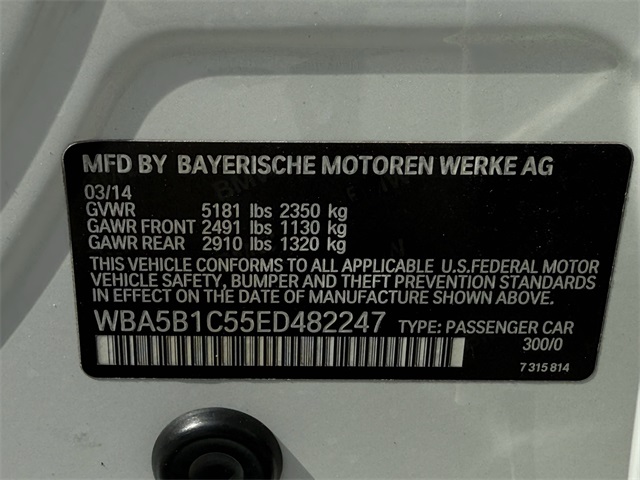 MFD BY BAYERISCHE MOTOREN WERKE AG
03/14
GVWR 5181 lbs 2350 kg
GAWR FRONT 2491 lbs 1130 kg
GAWR REAR 2910 lbs 1320 kg
THIS VEHICLE CONFORMS TO ALL APPLICABLE U.S.FEDERAL MOTOR
VEHICLE SAFETY, BUMPER AND THEFT PREVENTION STANDARDS
IN EFFECT ON THE DATE OF MANUFACTURE SHOWN ABOVE.
WBA5B1C55ED482247 TYPE: PASSENGER CAR
300/0
7 315 814